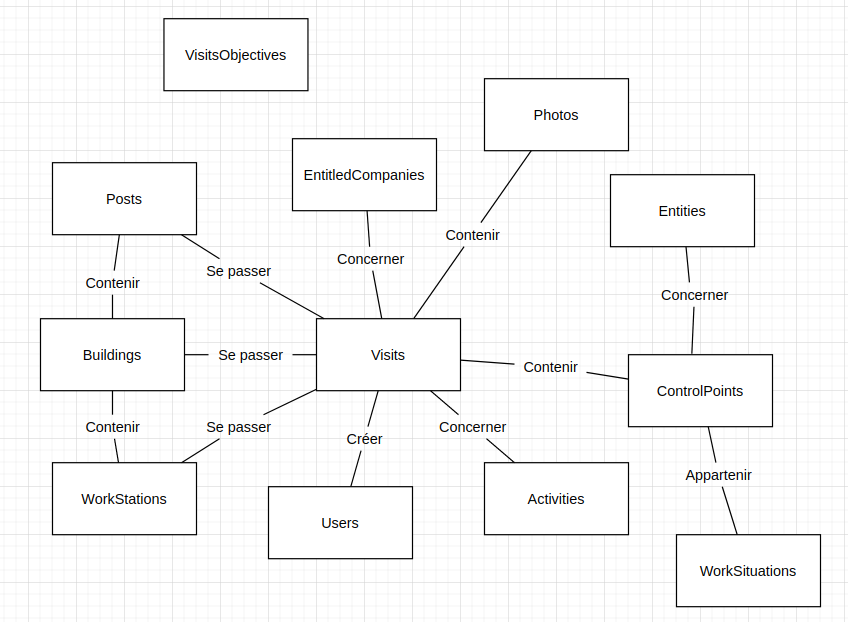 VisitsObjectives
Photos
EntitledCompanies
Posts
Entities
Contenir
Concerner
Se passer
Contenir
Concerner
Buildings
Se passer
Visits
Contenir
ControlPoints
Contenir
Se passer
Créer
Concerner
Appartenir
WorkStations
Users
Activities
WorkSituations